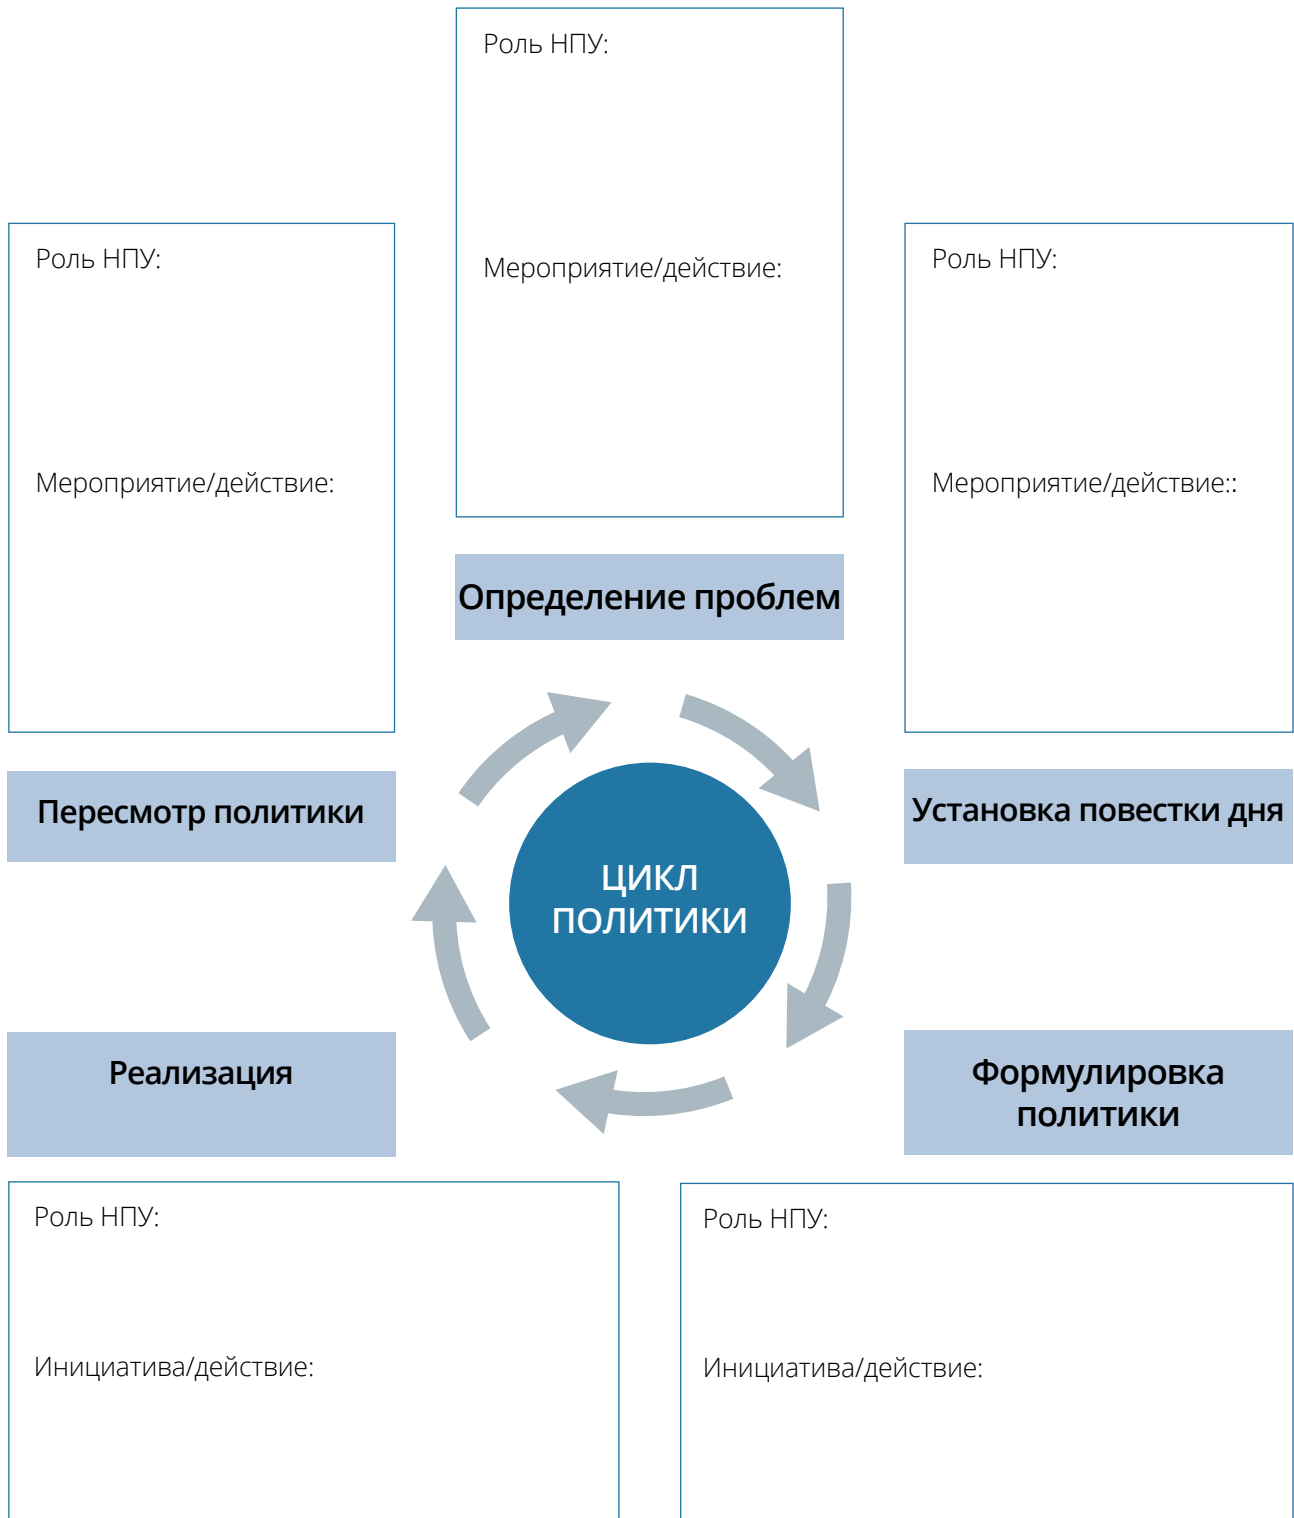 Роль НПУ:
Мероприятие/действие:
Роль НПУ:
Мероприятие/действие:
Роль НПУ:
Мероприятие/действие::
Определение проблем
Пересмотр политики
Установка повестки дня
ЦИКЛ
ПОЛИТИКИ
Реализация
Формулировка
политики
Роль НПУ:
Инициатива/действие:
Роль НПУ:
Инициатива/действие: